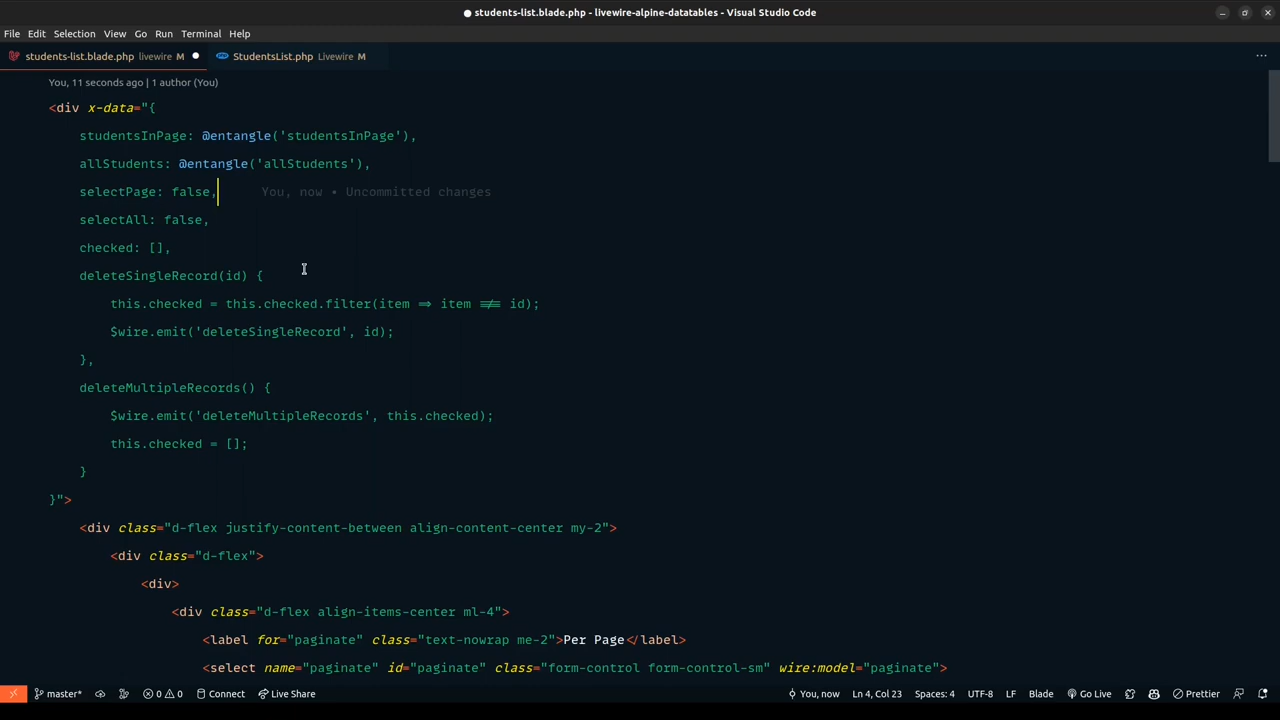 students-list.blade.php - livewire-alpine-datatables - Visual Studio Code
File Edit Selection View Go Run Terminal Help
students-list.blade.php livewire M
StudentsList.php Livewire M
You, 11 seconds ago | 1 author (You)
<div x-data="{
studentsInPage: @entangle('studentsInPage'),
allStudents: @entangle('allStudents'),
selectPage: false, You, now • Uncommitted changes
selectAll: false,
checked: [],
deleteSingleRecord(id) {
this.checked = this.checked.filter(item => item !== id);
$wire.emit('deleteSingleRecord', id);
},
deleteMultipleRecords() {
$wire.emit('deleteMultipleRecords', this.checked);
this.checked = [];
}
}">
<div class="d-flex justify-content-between align-content-center my-2">
<div class="d-flex">
<div>
<div class="d-flex align-items-center ml-4">
<label for="paginate" class="text-nowrap me-2">Per Page</label>
<select name="paginate" id="paginate" class="form-control form-control-sm" wire:model="paginate">
master* 0 0 Connect Live Share You, now Ln 4, Col 23 Spaces: 4 UTF-8 LF Blade Go Live Prettier